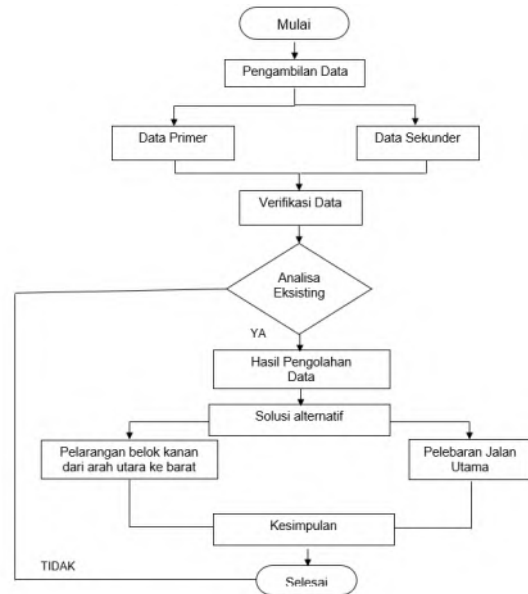 Mulai
Pengambilan Data
Data Primer
Data Sekunder
Verifikasi Data
Analisa
Eksisting
YA
Hasil Pengolahan
Data
Solusi alternatif
Pelarangan belok kanan
dari arah utara ke barat
Pelebaran Jalan
Utama
Kesimpulan
TIDAK
Selesai